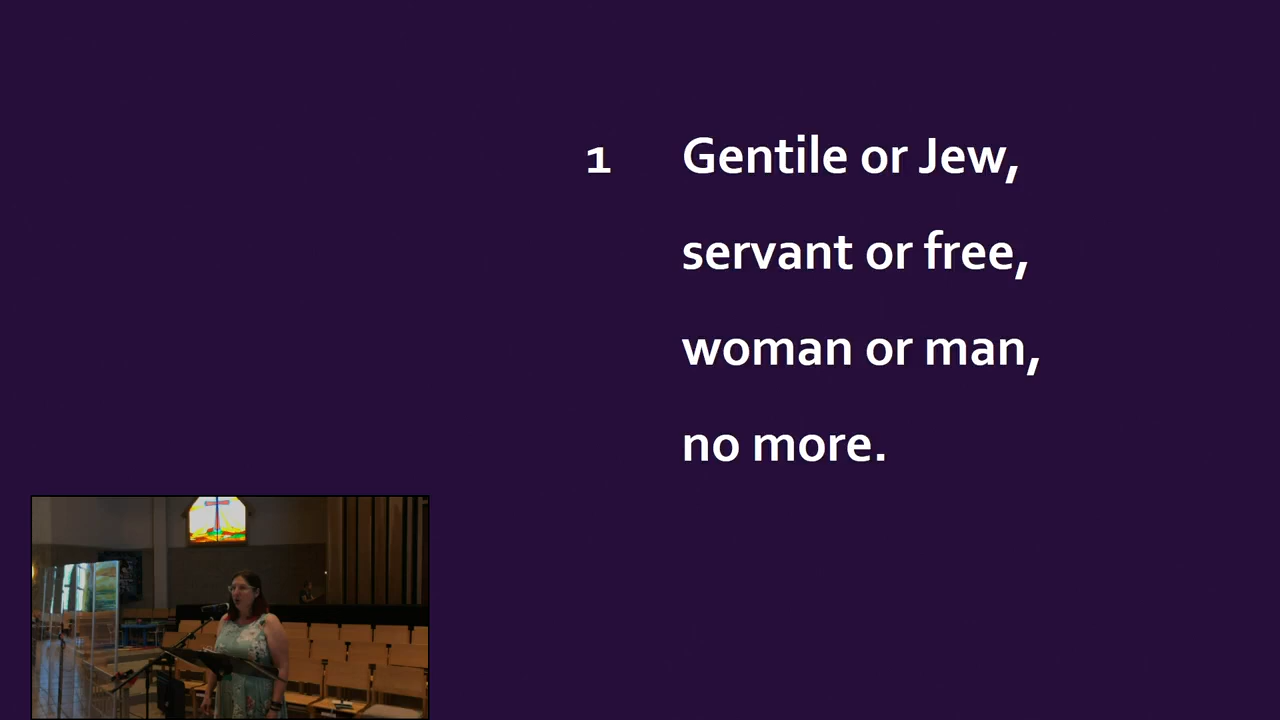 1 Gentile or Jew,
servant or free,
woman or man,
no more.